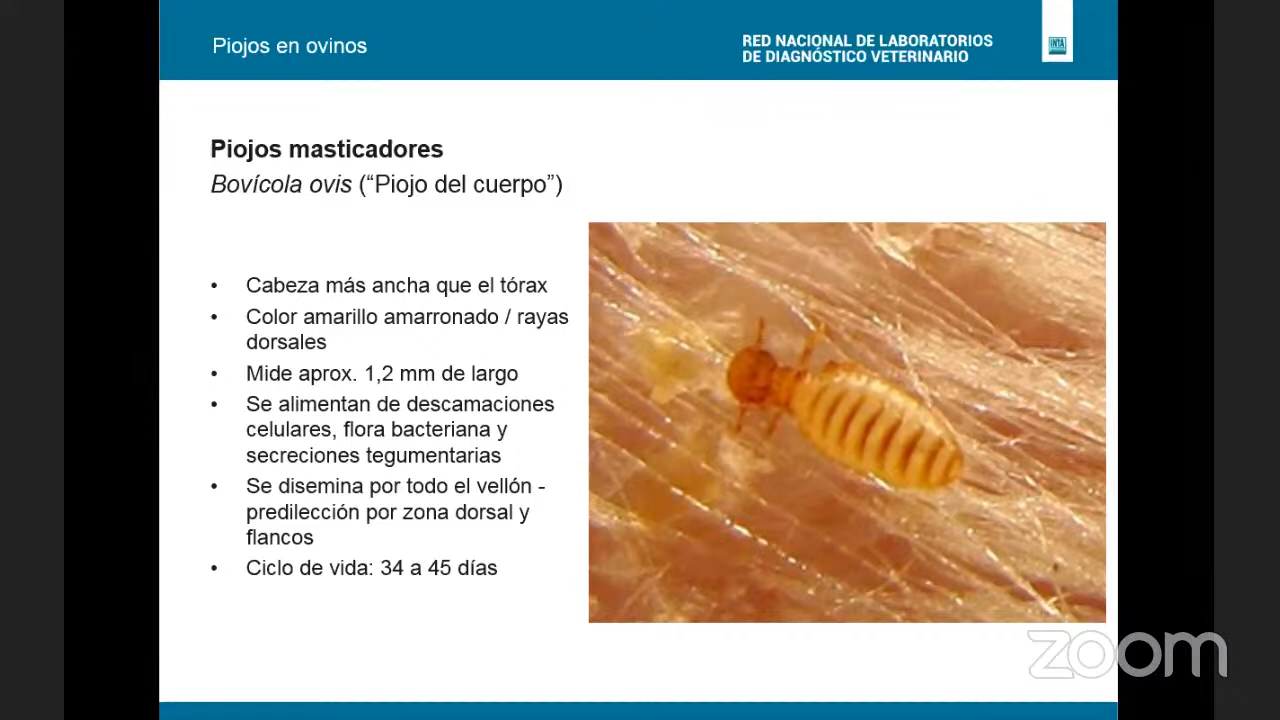 Piojos en ovinos
RED NACIONAL DE LABORATORIOS
DE DIAGNÓSTICO VETERINARIO
INTA
Piojos masticadores
Bovícola ovis (“Piojo del cuerpo”)
• Cabeza más ancha que el tórax
• Color amarillo amarronado / rayas
dorsales
• Mide aprox. 1,2 mm de largo
• Se alimentan de descamaciones
celulares, flora bacteriana y
secreciones tegumentarias
• Se disemina por todo el vellón -
predilección por zona dorsal y
flancos
• Ciclo de vida: 34 a 45 días
zoom